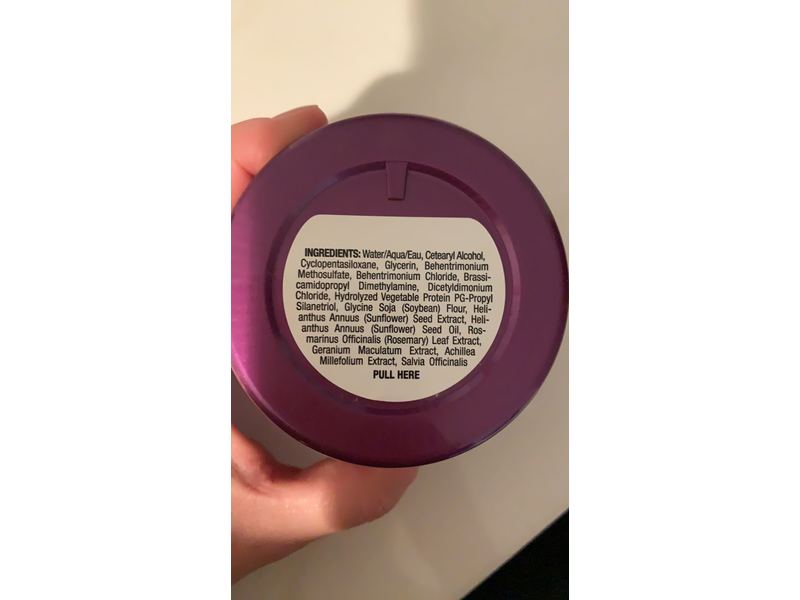 INGREDIENTS: Water/Aqua/Eau, Cetearyl Alcohol,
Cyclopentasiloxane, Glycerin, Behentrimonium
Methosulfate, Behentrimonium Chloride, Brassi-
camidopropyl Dimethylamine, Dicetyldimonium
Chloride, Hydrolyzed Vegetable Protein PG-Propyl
Silanetriol, Glycine Soja (Soybean) Flour, Heli-
anthus Annuus (Sunflower) Seed Extract, Heli-
anthus Annuus (Sunflower) Seed Oil, Ros-
marinus Officinalis (Rosemary) Leaf Extract,
Geranium Maculatum Extract, Achillea
Millefolium Extract, Salvia Officinalis
PULL HERE